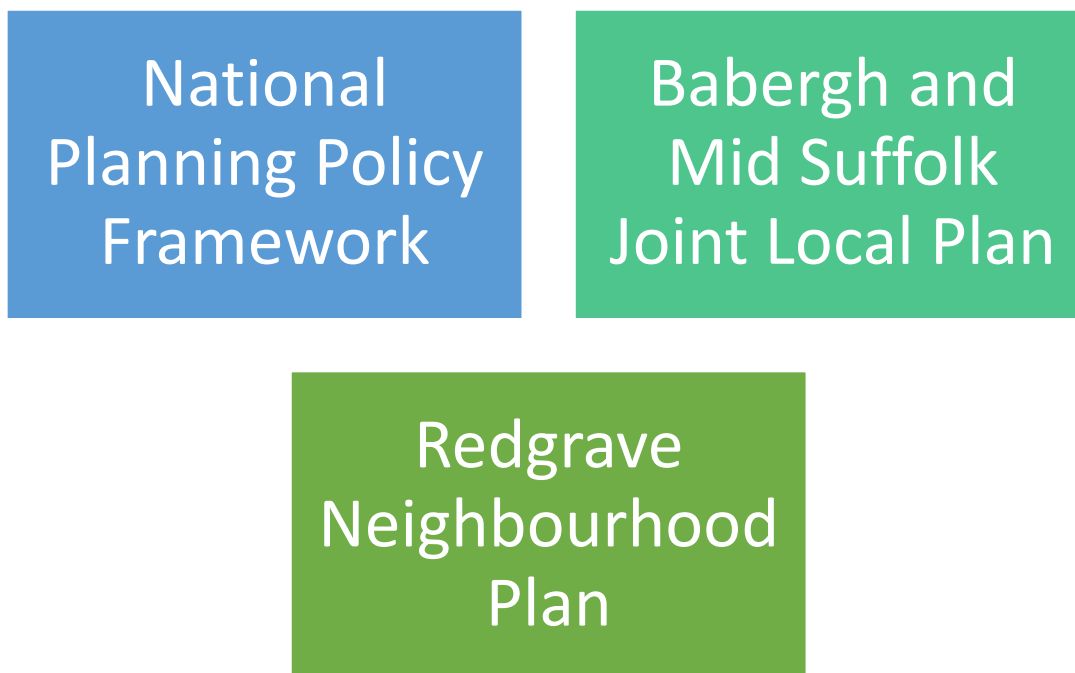 National
Planning Policy
Framework
Babergh and
Mid Suffolk
Joint Local Plan
Redgrave
Neighbourhood
Plan